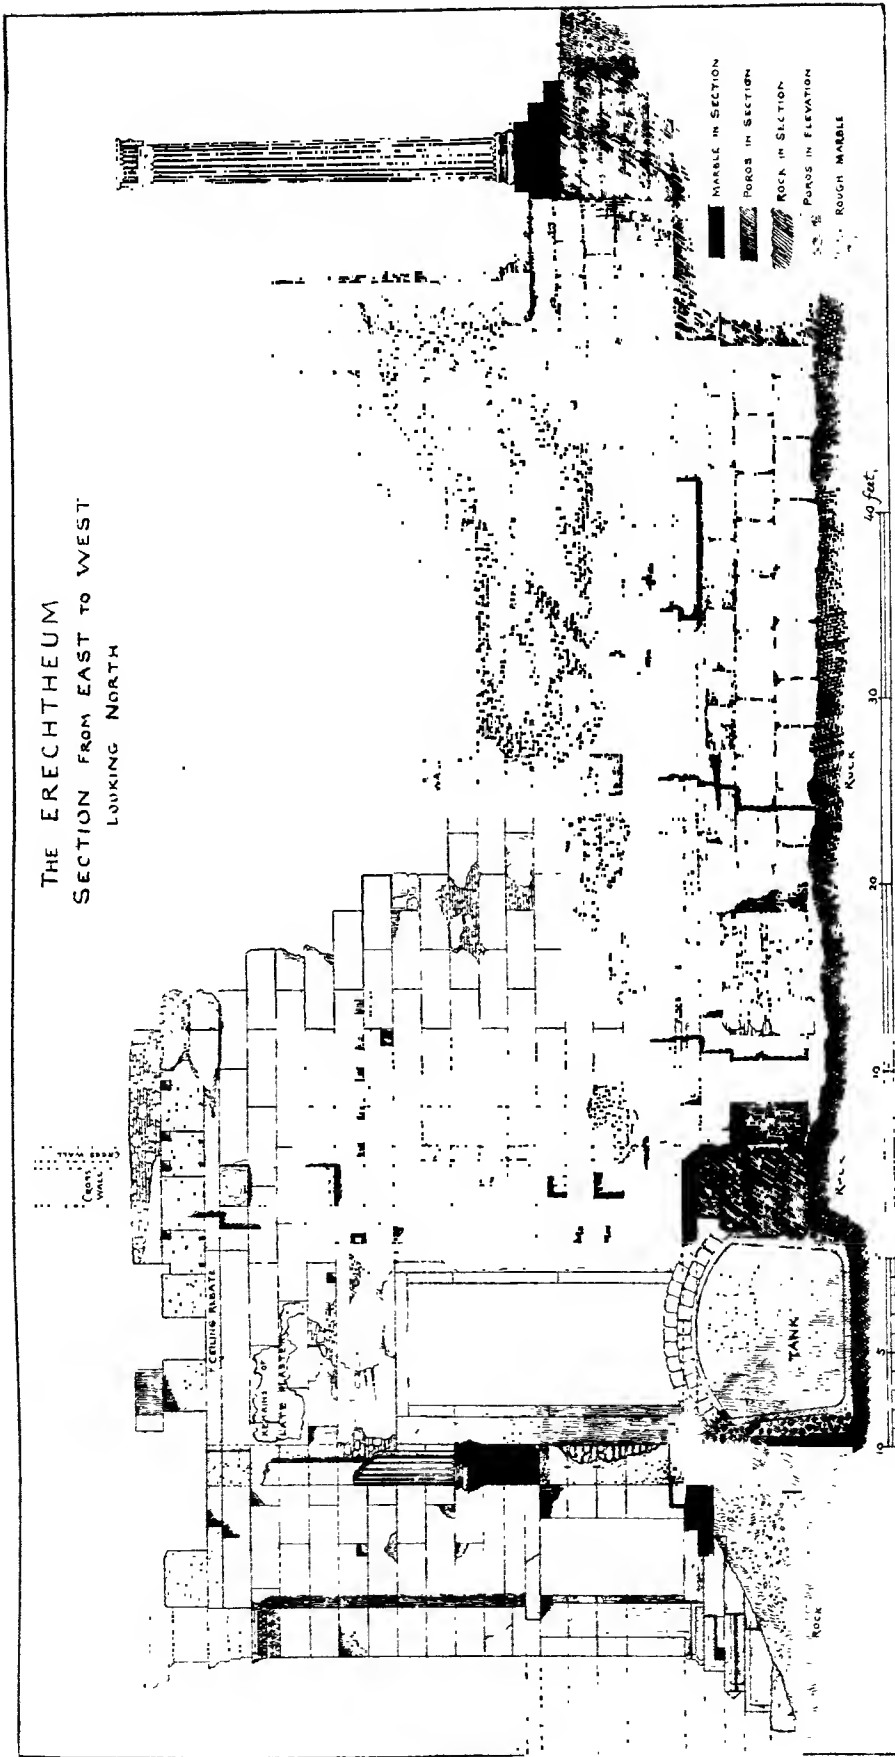 THE ERECHTHEUM
SECTION FROM EAST TO WEST
LOOKING NORTH
CROSS WALL
CROSS
WALL
? CEILING REBATE
REMAINS OF
LATE PLASTER
TANK
ROCK
ROCK
ROCK
10
5
10
20
30
40 feet
MARBLE IN SECTION
POROS IN SECTION
ROCK IN SECTION
POROS IN ELEVATION
ROUGH MARBLE